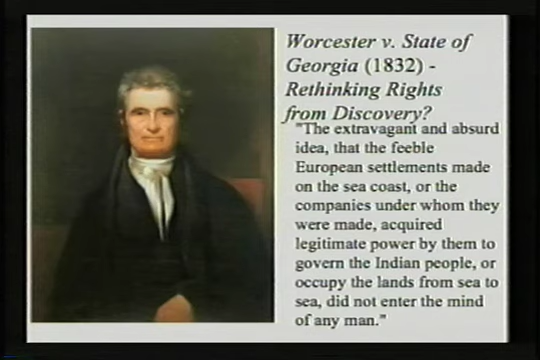 Worcester v. State of
Georgia (1832) -
Rethinking Rights
from Discovery?
"The extravagant and absurd
idea, that the feeble
European settlements made
on the sea coast, or the
companies under whom they
were made, acquired
legitimate power by them to
govern the Indian people, or
occupy the lands from sea to
sea, did not enter the mind
of any man."